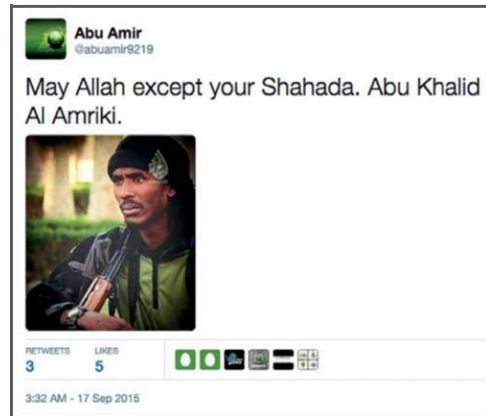 Abu Amir
@abuamir9219
May Allah except your Shahada. Abu Khalid
Al Amriki.
RETWEETS LIKES
3 5
3:32 AM - 17 Sep 2015